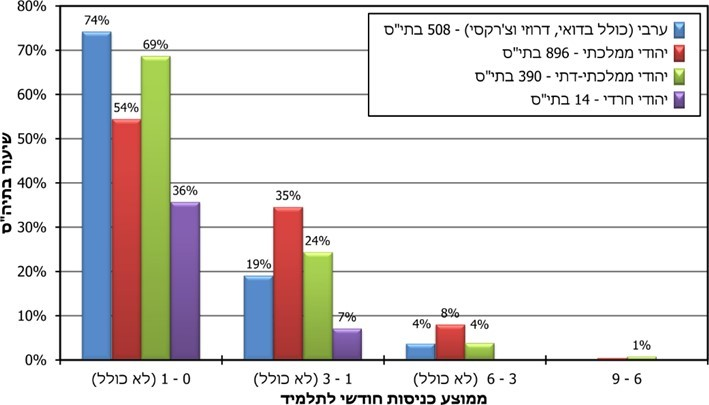 80%
70%
60%
50%
40%
30%
20%
10%
0%
שיעור בתיה"ס
ערבי (כולל בדואי, דרוזי וצ'רקסי) - 508 בתי"ס
יהודי ממלכתי - 896 בתי"ס
יהודי ממלכתי-דתי - 390 בתי"ס
יהודי חרדי - 14 בתי"ס
74%
54%
69%
36%
19%
35%
24%
7%
4%
8%
4%
1%
0 - 1 (לא כולל)
1 - 3 (לא כולל)
3 - 6 (לא כולל)
6 - 9
ממוצע כניסות חודשי לתלמיד